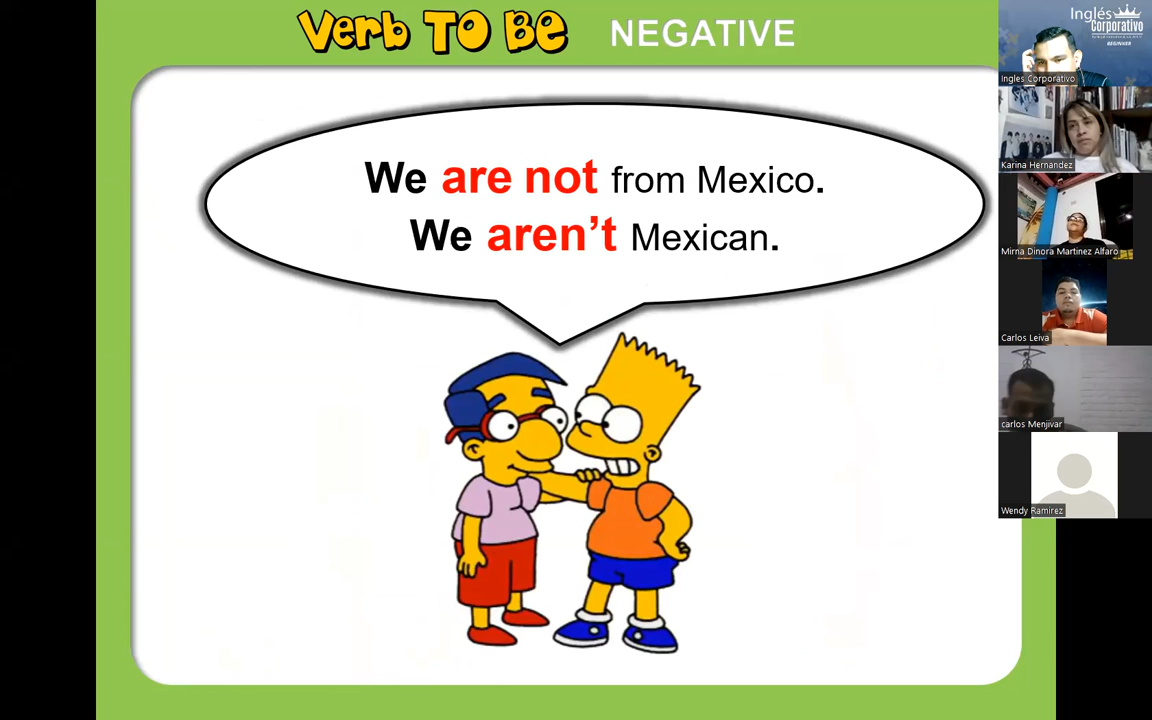 Verb TO BE NEGATIVE
We are not from Mexico.
We aren’t Mexican.
Inglés
Corporativo
BEGINNER
Ingles Corporativo
Karina Hernandez
Mirna Dinora Martinez Alfaro
Carlos Leiva
carlos Menjivar
Wendy Ramirez